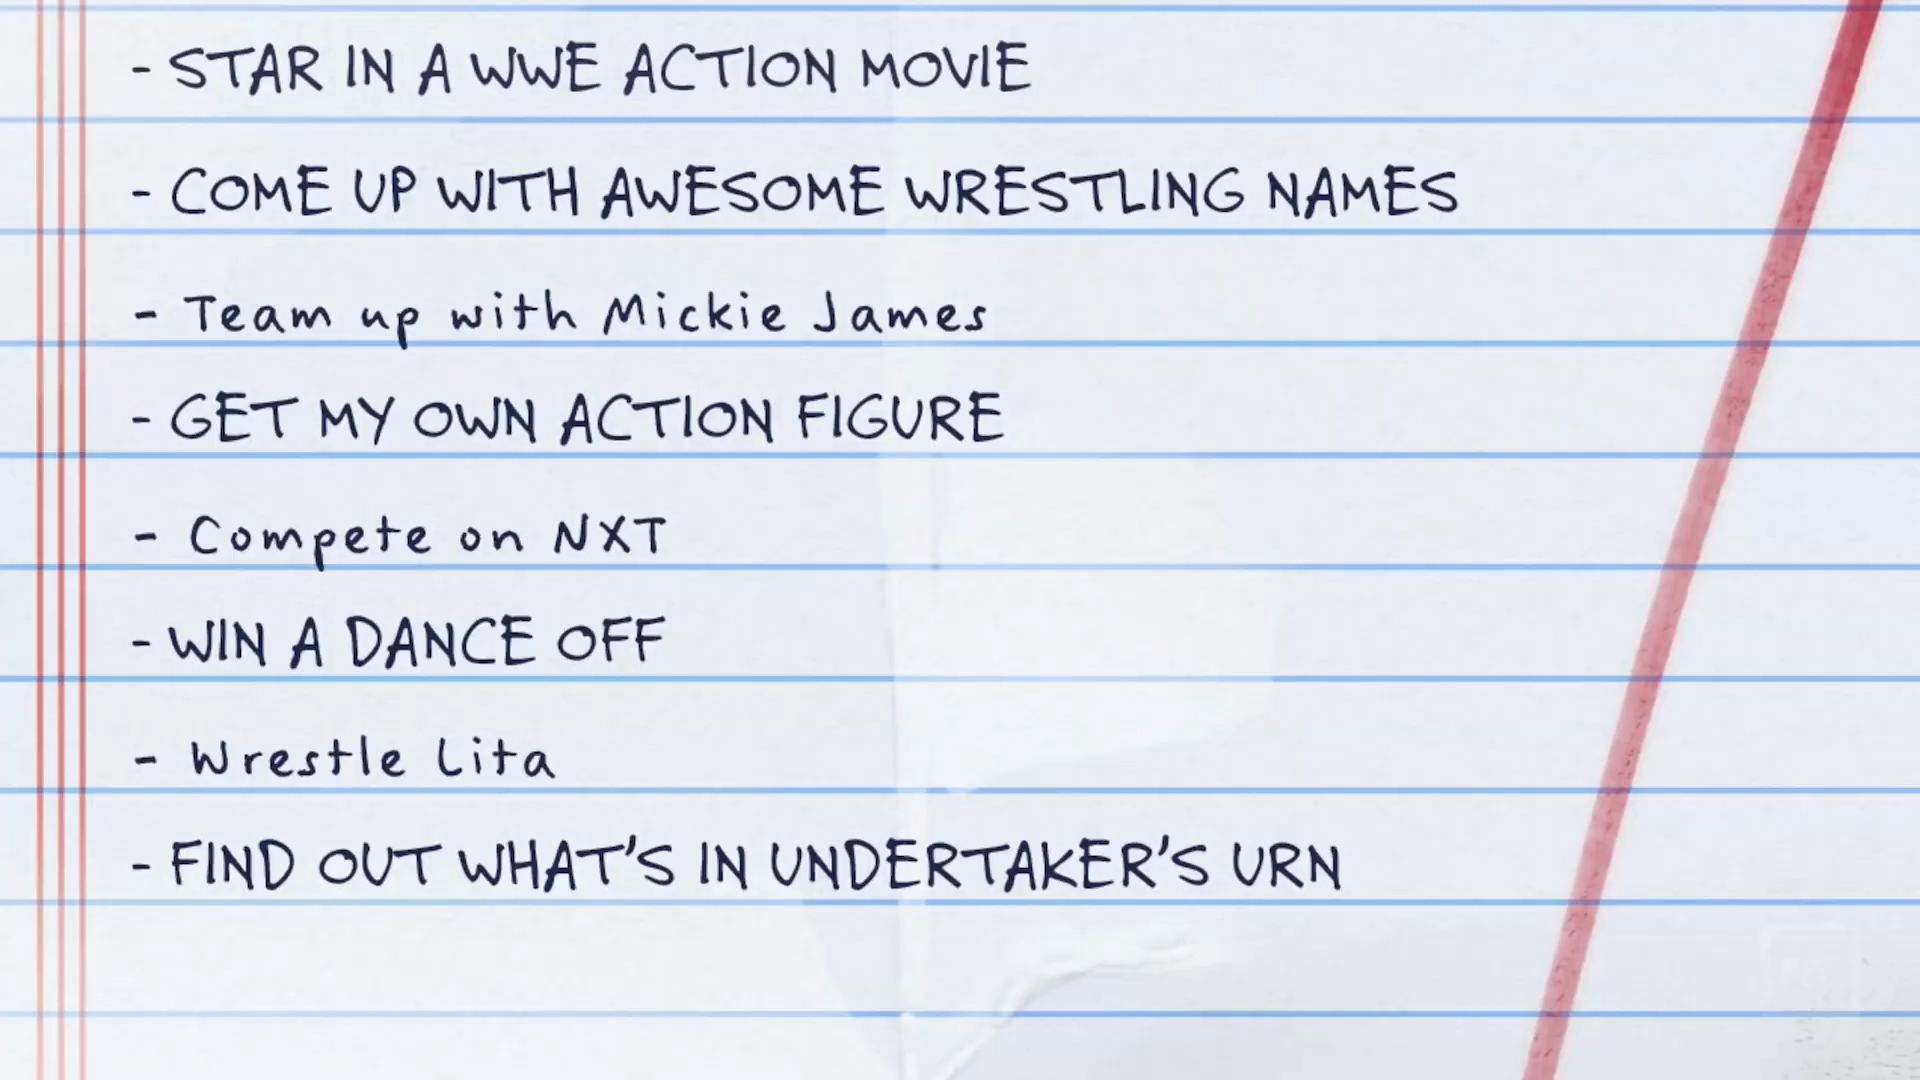 - STAR IN A WWE ACTION MOVIE
- COME UP WITH AWESOME WRESTLING NAMES
- Team up with Mickie James
- GET MY OWN ACTION FIGURE
- Compete on NXT
- WIN A DANCE OFF
- Wrestle Lita
- FIND OUT WHAT'S IN UNDERTAKER'S URN